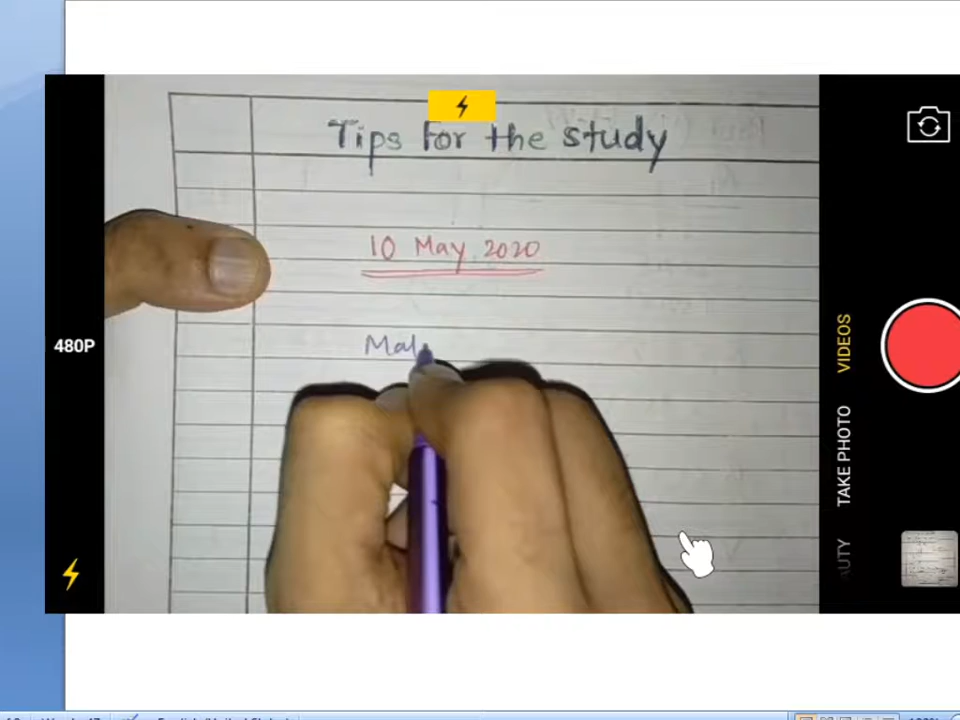 Tips for the study
10 May 2020
480P
VIDEOS
TAKE PHOTO